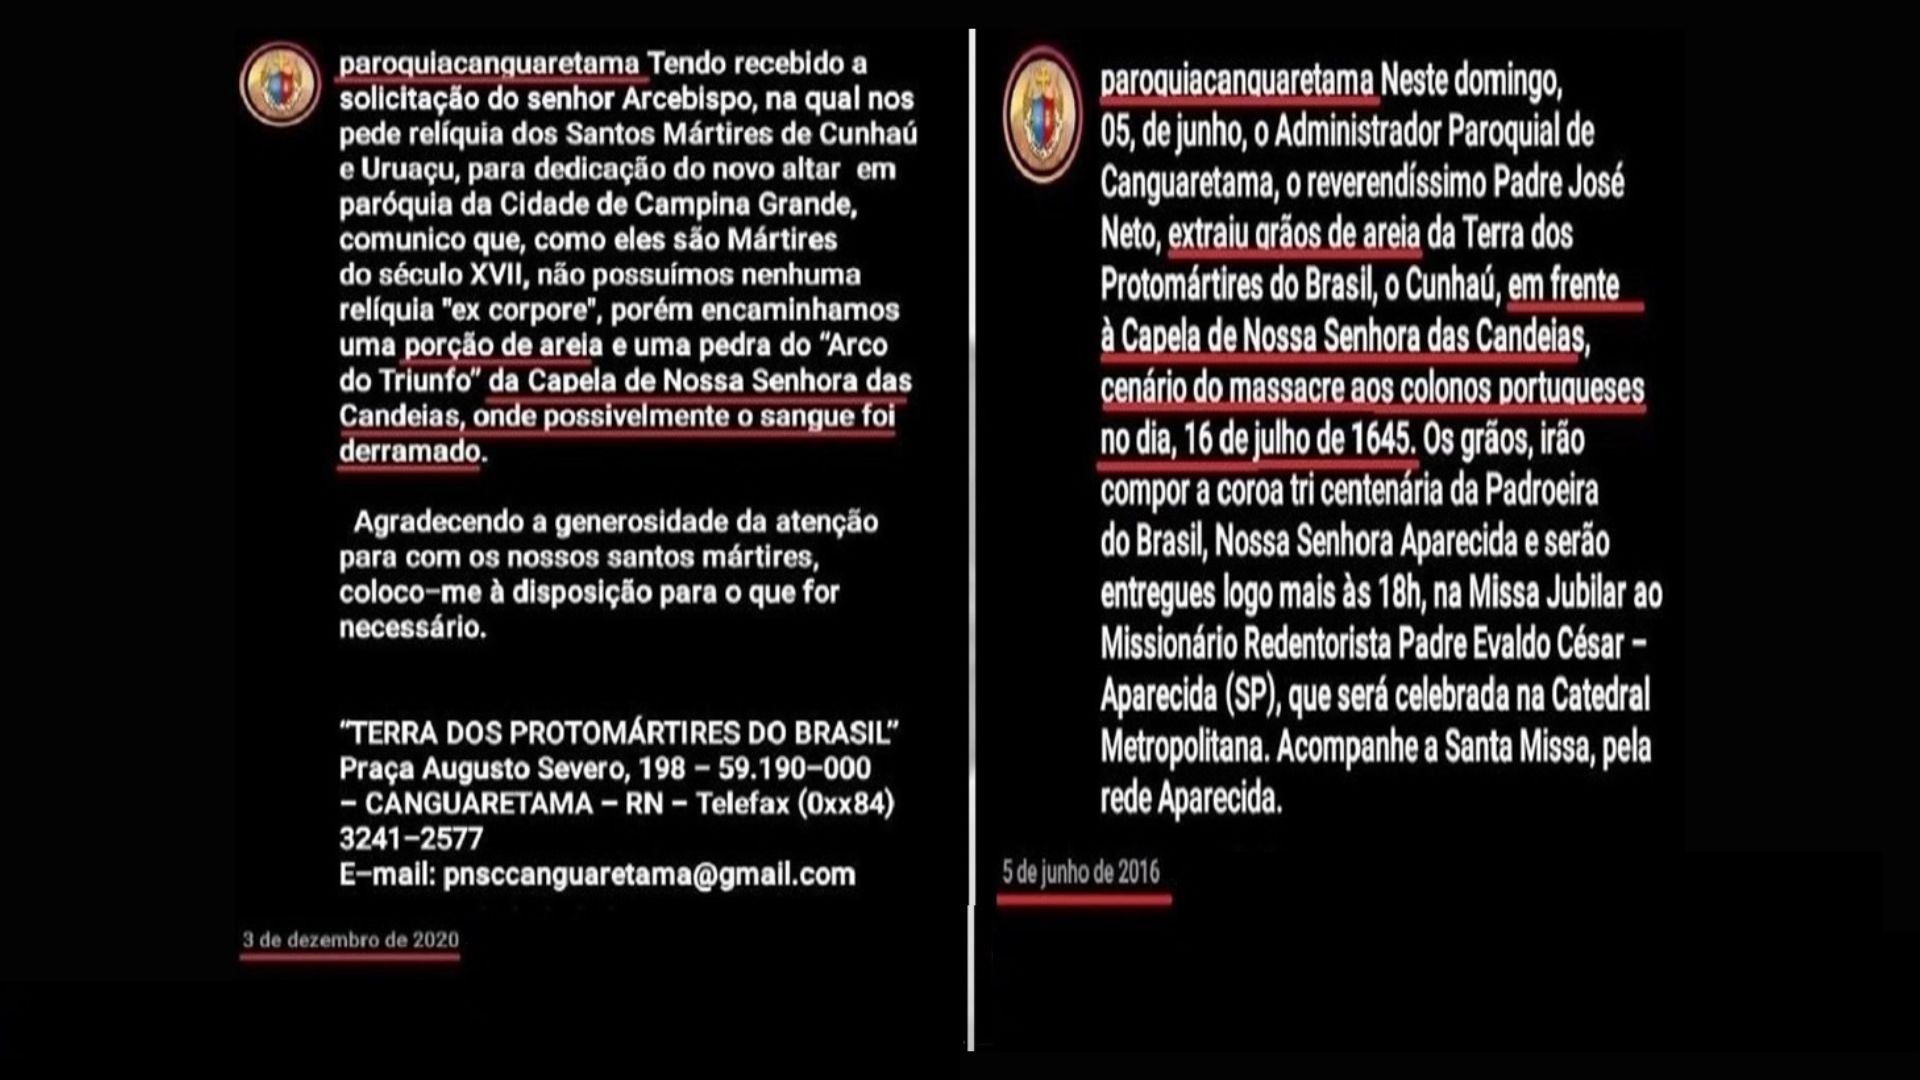 paroquiacanguaretama Tendo recebido a
solicitação do senhor Arcebispo, na qual nos
pede relíquia dos Santos Mártires de Cunhaú
e Uruaçu, para dedicação do novo altar em
paróquia da Cidade de Campina Grande,
comunico que, como eles são Mártires
do século XVII, não possuímos nenhuma
relíquia "ex corpore", porém encaminhamos
uma porção de areia e uma pedra do “Arco
do Triunfo” da Capela de Nossa Senhora das
Candeias, onde possivelmente o sangue foi
derramado.
Agradecendo a generosidade da atenção
para com os nossos santos mártires,
coloco-me à disposição para o que for
necessário.
“TERRA DOS PROTOMÁRTIRES DO BRASIL”
Praça Augusto Severo, 198 – 59.190-000
– CANGUARETAMA – RN – Telefax (0xx84)
3241-2577
E-mail: pnsccanguaretama@gmail.com
3 de dezembro de 2020
paroquiacanguaretama Neste domingo,
05, de junho, o Administrador Paroquial de
Canguaretama, o reverendíssimo Padre José
Neto, extraiu grãos de areia da Terra dos
Protomártires do Brasil, o Cunhaú, em frente
à Capela de Nossa Senhora das Candeias,
cenário do massacre aos colonos portugueses
no dia, 16 de julho de 1645. Os grãos, irão
compor a coroa tri centenária da Padroeira
do Brasil, Nossa Senhora Aparecida e serão
entregues logo mais às 18h, na Missa Jubilar ao
Missionário Redentorista Padre Evaldo César –
Aparecida (SP), que será celebrada na Catedral
Metropolitana. Acompanhe a Santa Missa, pela
rede Aparecida.
5 de junho de 2016